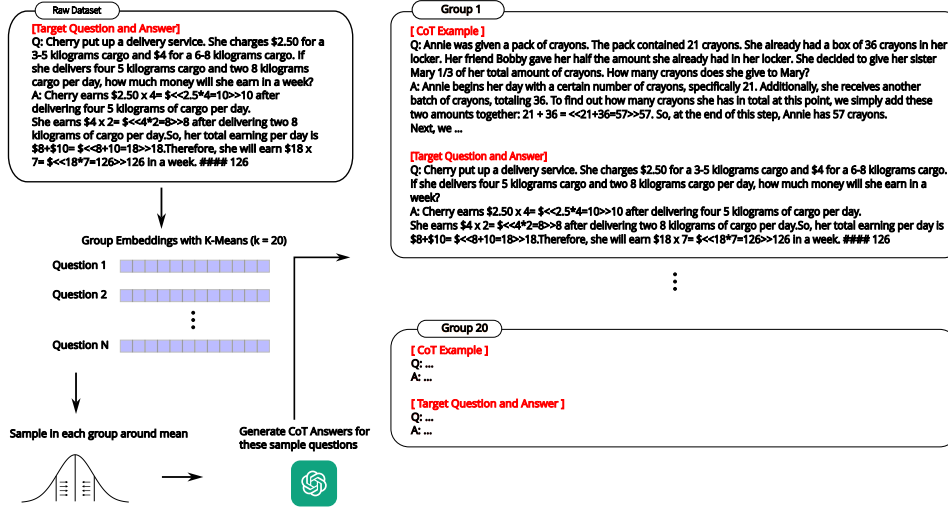 Raw Dataset
[Target Question and Answer]
Q: Cherry put up a delivery service. She charges $2.50 for a
3-5 kilograms cargo and $4 for a 6-8 kilograms cargo. If
she delivers four 5 kilograms cargo and two 8 kilograms
cargo per day, how much money will she earn in a week?
A: Cherry earns $2.50 x 4= $<<2.5*4=10>>10 after
delivering four 5 kilograms of cargo per day.
She earns $4 x 2= $<<4*2=8>>8 after delivering two 8
kilograms of cargo per day.So, her total earning per day is
$8+$10= $<<8+10=18>>18.Therefore, she will earn $18 x
7= $<<18*7=126>>126 in a week. #### 126
Group Embeddings with K-Means (k = 20)
Question 1
Question 2
Question N
Sample in each group around mean
Generate CoT Answers for
these sample questions
Group 1
[ CoT Example ]
Q: Annie was given a pack of crayons. The pack contained 21 crayons. She already had a box of 36 crayons in her
locker. Her friend Bobby gave her half the amount she already had in her locker. She decided to give her sister
Mary 1/3 of her total amount of crayons. How many crayons does she give to Mary?
A: Annie begins her day with a certain number of crayons, specifically 21. Additionally, she receives another
batch of crayons, totaling 36. To find out how many crayons she has in total at this point, we simply add these
two amounts together: 21 + 36 = <<21+36=57>>57. So, at the end of this step, Annie has 57 crayons.
Next, we ...
[Target Question and Answer]
Q: Cherry put up a delivery service. She charges $2.50 for a 3-5 kilograms cargo and $4 for a 6-8 kilograms cargo.
If she delivers four 5 kilograms cargo and two 8 kilograms cargo per day, how much money will she earn in a
week?
A: Cherry earns $2.50 x 4= $<<2.5*4=10>>10 after delivering four 5 kilograms of cargo per day.
She earns $4 x 2= $<<4*2=8>>8 after delivering two 8 kilograms of cargo per day.So, her total earning per day is
$8+$10= $<<8+10=18>>18.Therefore, she will earn $18 x 7= $<<18*7=126>>126 in a week. #### 126
Group 20
[ CoT Example ]
Q: ...
A: ...
[ Target Question and Answer ]
Q: ...
A: ...